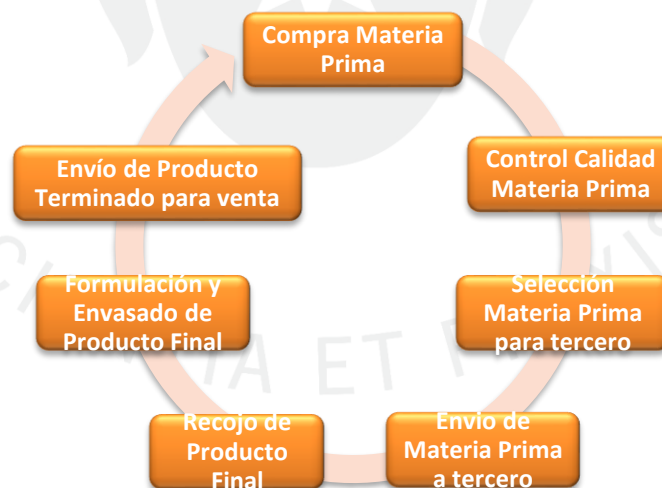 Compra Materia
Prima
Control Calidad
Materia Prima
Selección
Materia Prima
para tercero
Envio de
Materia Prima
a tercero
Recojo de
Producto
Final
Formulación y
Envasado de
Producto Final
Envío de Producto
Terminado para venta
ET